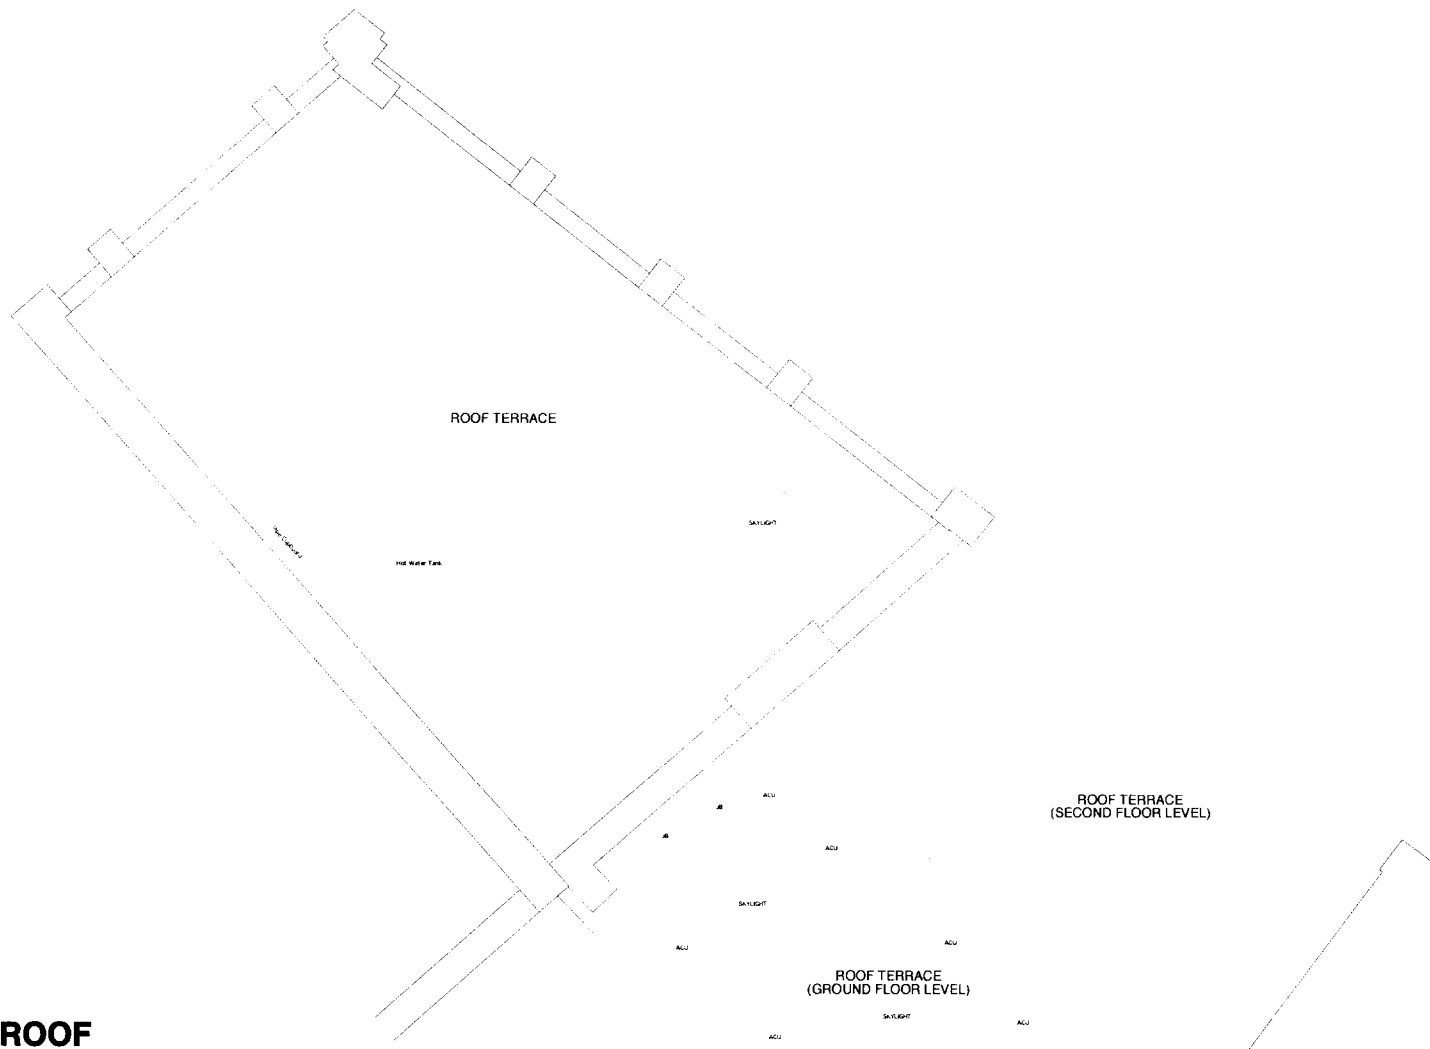 ROOF TERRACE
SKYLIGHT
Hot Water Tank
ACU
JB
ROOF TERRACE
(SECOND FLOOR LEVEL)
JB
ACU
SKYLIGHT
ACU
ACU
ROOF TERRACE
(GROUND FLOOR LEVEL)
SKYLIGHT
ACU
ROOF
ACU